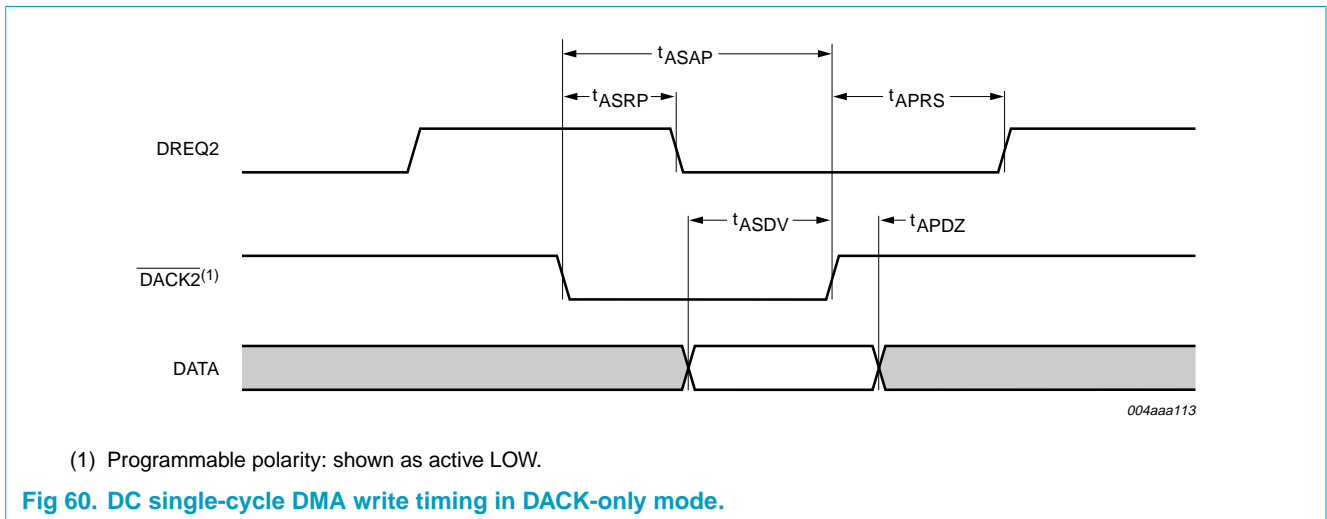 tASAP
tASRP
tAPRS
DREQ2
tASDV
tAPDZ
DACK2(1)
DATA
004aaa113
(1) Programmable polarity: shown as active LOW.
Fig 60. DC single-cycle DMA write timing in DACK-only mode.